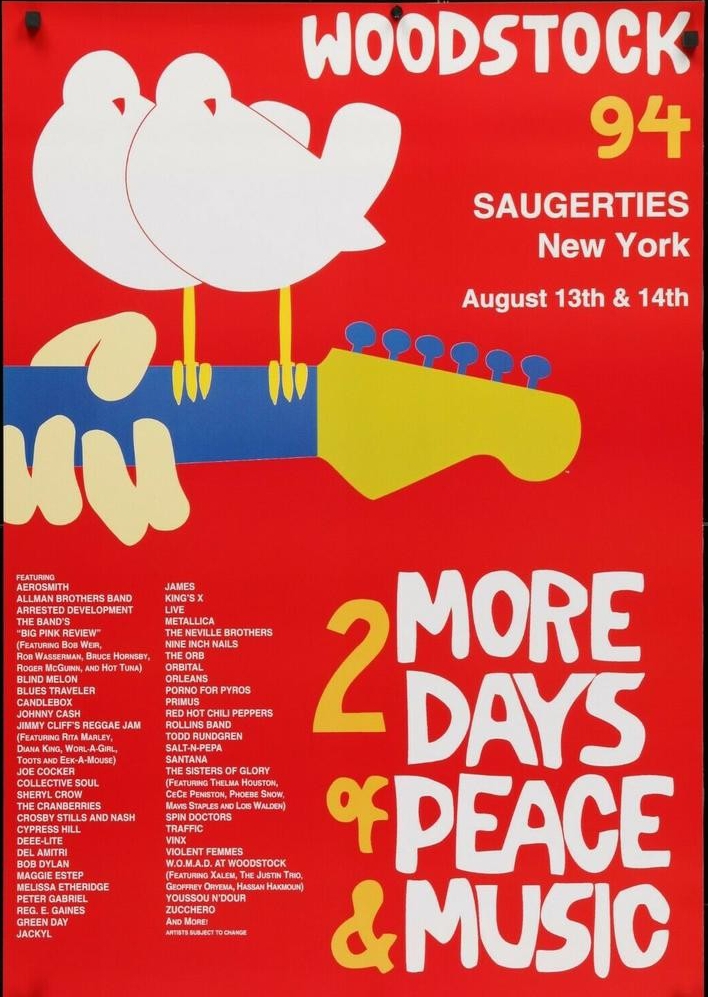 WOODSTOCK
94
SAUGERTIES
New York
August 13th & 14th
FEATURING
AEROSMITH
ALLMAN BROTHERS BAND
ARRESTED DEVELOPMENT
THE BAND'S
"BIG PINK REVIEW"
(FEATURING BOB WEIR,
ROB WASSERMAN, BRUCE HORNSBY,
ROGER MCGUINN, AND HOT TUNA)
BLIND MELON
BLUES TRAVELER
CANDLEBOX
JOHNNY CASH
JIMMY CLIFF'S REGGAE JAM
(FEATURING RITA MARLEY,
DIANA KING, WORL-A-GIRL,
TOOTS AND EEK-A-MOUSE)
JOE COCKER
COLLECTIVE SOUL
SHERYL CROW
THE CRANBERRIES
CROSBY STILLS AND NASH
CYPRESS HILL
DEEE-LITE
DEL AMITRI
BOB DYLAN
MAGGIE ESTEP
MELISSA ETHERIDGE
PETER GABRIEL
REG. E. GAINES
GREEN DAY
JACKYL
JAMES
KING'S X
LIVE
METALLICA
THE NEVILLE BROTHERS
NINE INCH NAILS
THE ORB
ORBITAL
ORLEANS
PORNO FOR PYROS
PRIMUS
RED HOT CHILI PEPPERS
ROLLINS BAND
TODD RUNDGREN
SALT-N-PEPA
SANTANA
THE SISTERS OF GLORY
(FEATURING THELMA HOUSTON,
CECE PENISTON, PHOEBE SNOW,
MAVIS STAPLES AND LOIS WALDEN)
SPIN DOCTORS
TRAFFIC
VINX
VIOLENT FEMMES
W.O.M.A.D. AT WOODSTOCK
(FEATURING XALEM, THE JUSTIN TRIO,
GEOFFREY ORYEMA, HASSAN HAKMOUN)
YOUSSOU N'DOUR
ZUCCHERO
AND MORE!
ARTISTS SUBJECT TO CHANGE
2 MORE
DAYS
of PEACE
& MUSIC